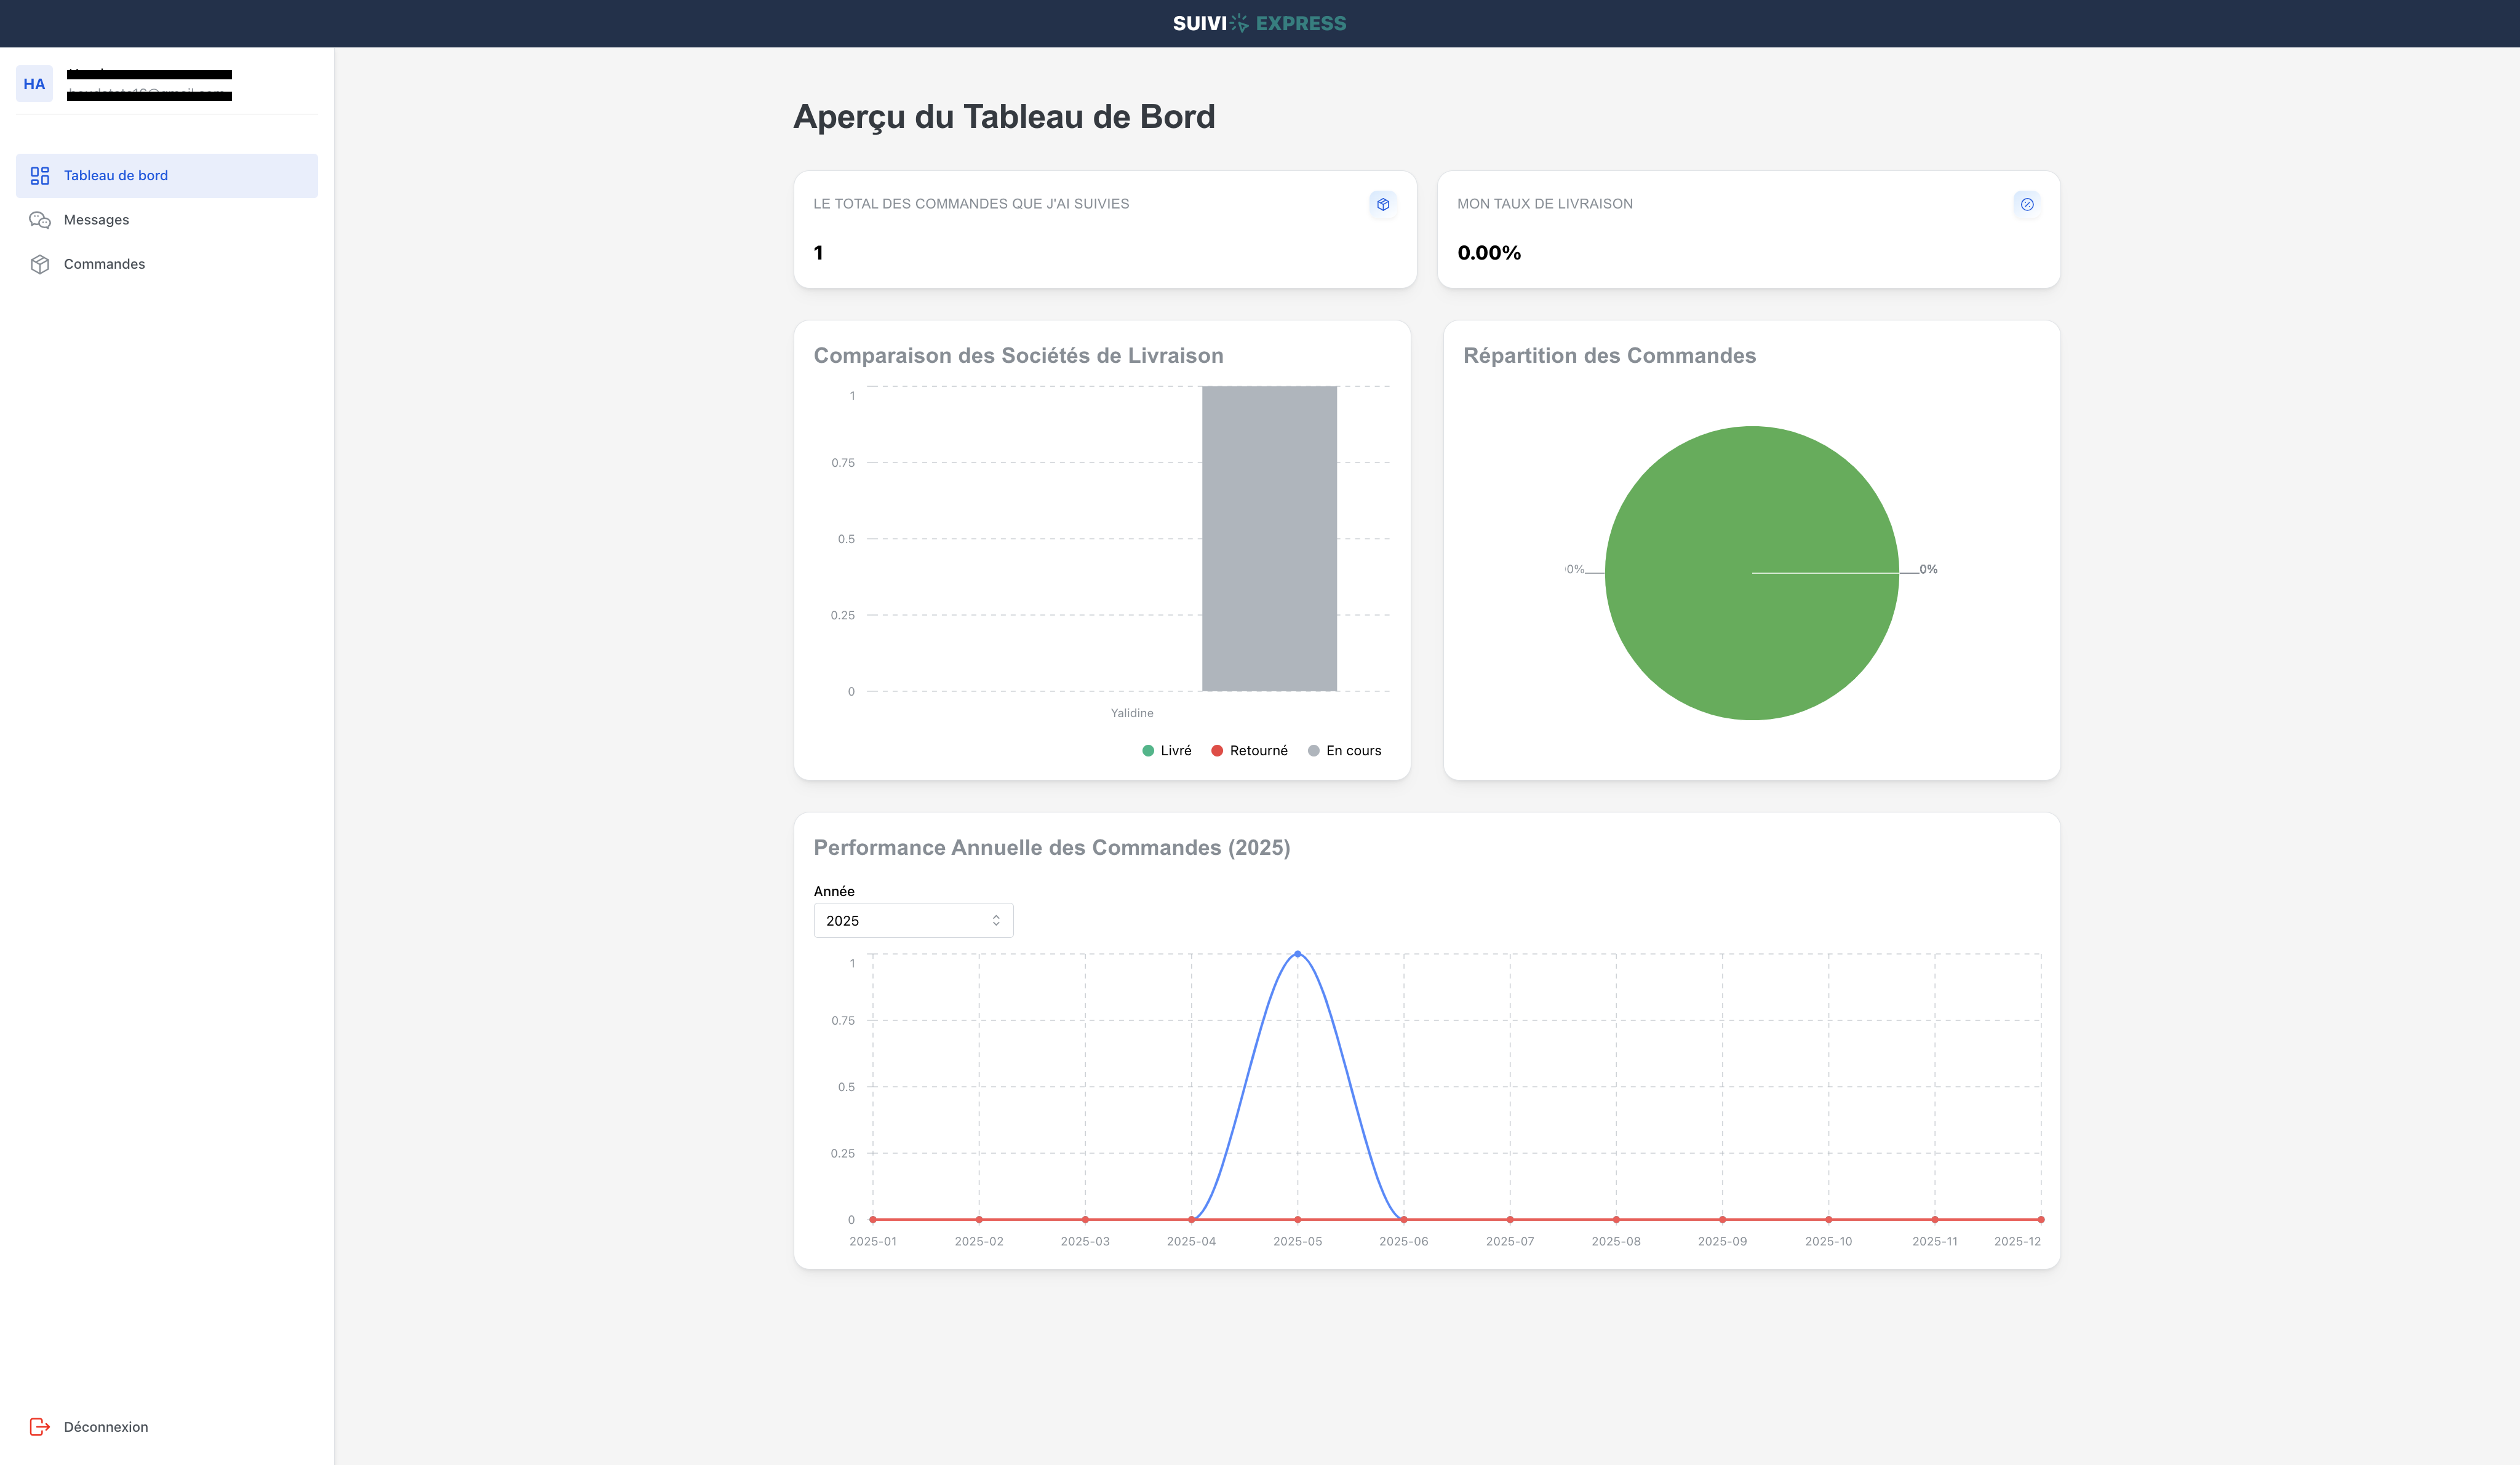 SUIVI EXPRESS
HA
Tableau de bord
Messages
Commandes
Déconnexion
Aperçu du Tableau de Bord
LE TOTAL DES COMMANDES QUE J'AI SUIVIES
1
MON TAUX DE LIVRAISON
0.00%
Comparaison des Sociétés de Livraison
1
0.75
0.5
0.25
0
Yalidine
Livré Retourné En cours
Répartition des Commandes
0% 0%
Performance Annuelle des Commandes (2025)
Année
2025
1
0.75
0.5
0.25
0
2025-01 2025-02 2025-03 2025-04 2025-05 2025-06 2025-07 2025-08 2025-09 2025-10 2025-11 2025-12